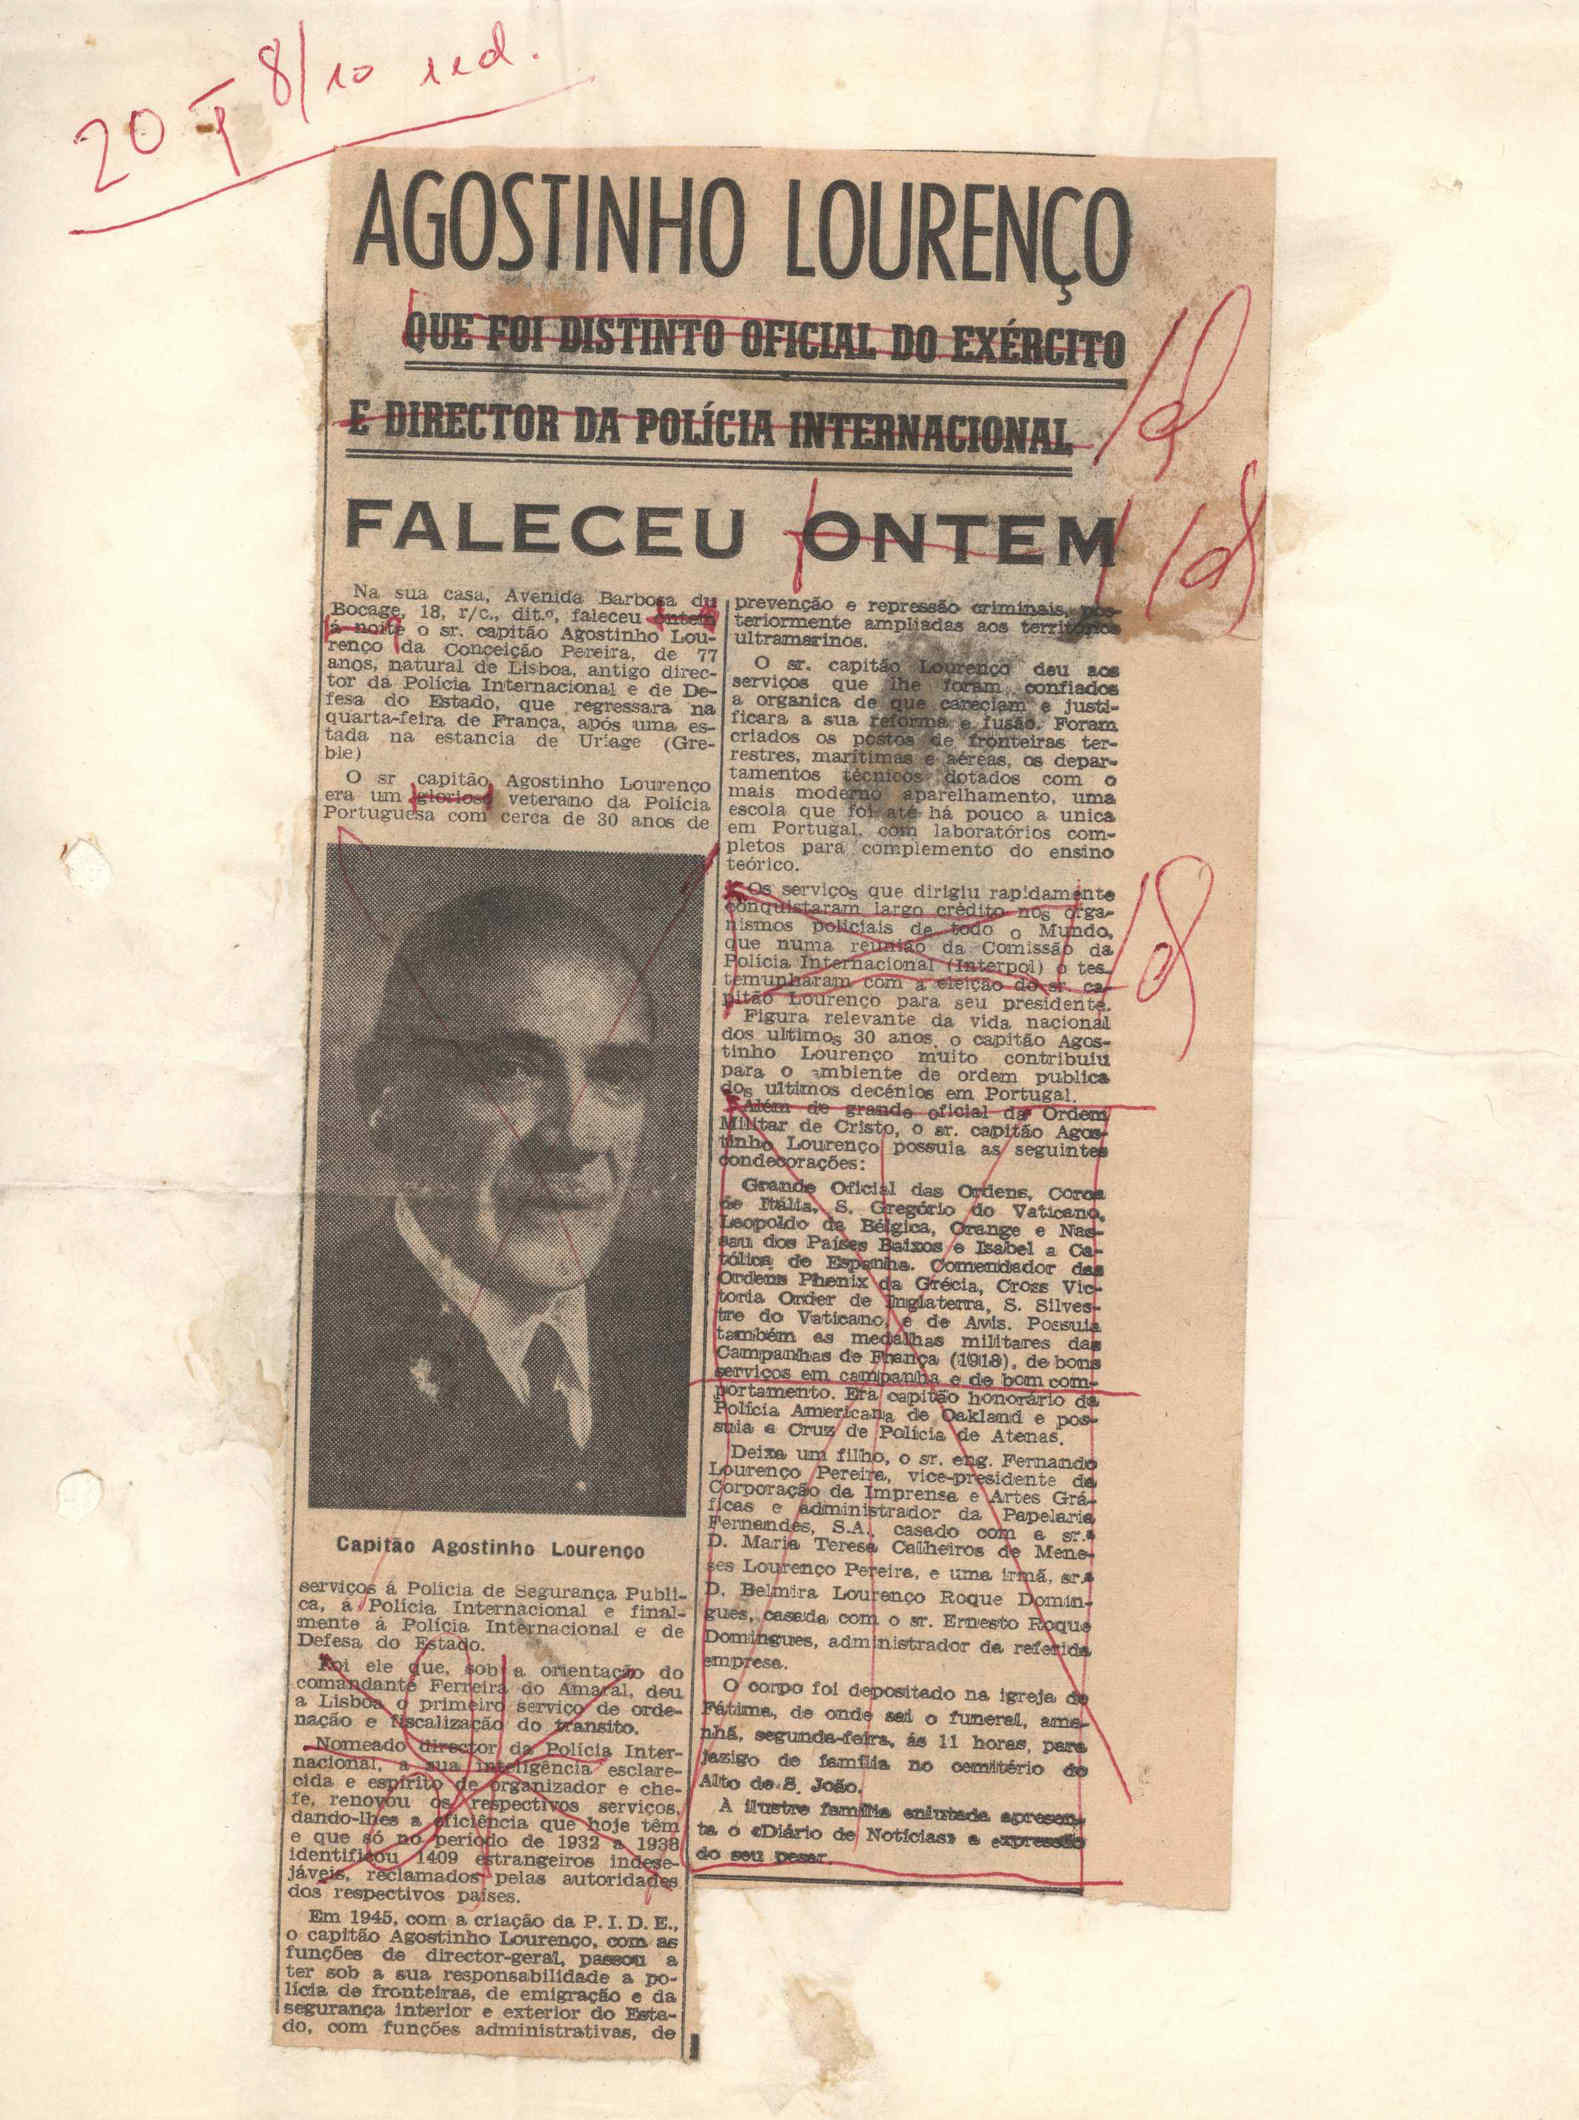 20 8/10 red.
AGOSTINHO LOURENÇO
QUE FOI DISTINTO OFICIAL DO EXÉRCITO
E DIRECTOR DA POLÍCIA INTERNACIONAL
FALECEU ONTEM
Na sua casa, Avenida Barbosa du
Bocage, 18, r/c., dit.º, faleceu ontem
á noite o sr. capitão Agostinho Lou-
renço da Conceição Pereira, de 77
anos, natural de Lisboa, antigo direc-
tor da Polícia Internacional e de De-
fesa do Estado, que regressara na
quarta-feira de França, após uma es-
tada na estancia de Uriage (Gre-
ble)
O sr capitão Agostinho Lourenço
era um glorioso veterano da Polícia
Portuguesa com cerca de 30 anos de
Capitão Agostinho Lourenço
serviços á Polícia de Segurança Publi-
ca, á Polícia Internacional e final-
mente á Polícia Internacional e de
Defesa do Estado.
Foi ele que, sob a orientação do
comandante Ferreira do Amaral, deu
a Lisboa o primeiro serviço de orde-
nação e fiscalização do transito.
Nomeado director da Polícia Inter-
nacional, a sua inteligência esclare-
cida e espírito de organizador e che-
fe, renovou os respectivos serviços,
dando-lhes a eficiência que hoje têm
e que só no período de 1932 a 1938
identificou 1409 estrangeiros indese-
jáveis, reclamados pelas autoridades
dos respectivos países.
Em 1945, com a criação da P. I. D. E.,
o capitão Agostinho Lourenço, com as
funções de director-geral, passou a
ter sob a sua responsabilidade a po-
lícia de fronteiras, de emigração e da
segurança interior e exterior do Esta-
do, com funções administrativas, de
prevenção e repressão criminais, pos-
teriormente ampliadas aos territórios
ultramarinos.
O sr. capitão Lourenço deu aos
serviços que lhe foram confiados
a organica de que careciam e justi-
ficara a sua reforma e fusão. Foram
criados os postos de fronteiras ter-
restres, marítimas e aéreas, os depar-
tamentos técnicos dotados com o
mais moderno aparelhamento, uma
escola que foi até há pouco a unica
em Portugal, com laboratórios com-
pletos para complemento do ensino
teórico.
Os serviços que dirigiu rapidamente
conquistaram largo crédito nos orga-
nismos policiais de todo o Mundo,
que numa reunião da Comissão da
Polícia Internacional (Interpol) o tes-
temunharam com a eleição do sr. ca-
pitão Lourenço para seu presidente.
Figura relevante da vida nacional
dos ultimos 30 anos, o capitão Agos-
tinho Lourenço muito contribuiu
para o ambiente de ordem publica
dos ultimos decénios em Portugal.
Além de grande oficial da Ordem
Militar de Cristo, o sr. capitão Agos-
tinho Lourenço possuia as seguintes
condecorações:
Grande Oficial das Ordens, Coroa
de Itália, S. Gregório do Vaticano,
Leopoldo da Bélgica, Orange e Nas-
sau dos Países Baixos e Isabel a Ca-
tólica de Espanha. Comendador das
Ordens Phenix da Grécia, Cross Vic-
toria Order de Inglaterra, S. Silves-
tre do Vaticano, e de Avis. Possuia
também as medalhas militares das
Campanhas de França (1918), de bons
serviços em campanha e de bom com-
portamento. Era capitão honorário da
Polícia Americana de Oakland e pos-
suia a Cruz de Polícia de Atenas.
Deixa um filho, o sr. eng. Fernando
Lourenço Pereira, vice-presidente da
Corporação da Imprensa e Artes Grá-
ficas e administrador da Papelaria
Fernandes, S.A., casado com a sr.ª
D. Maria Teresa Calheiros de Mene-
ses Lourenço Pereira, e uma irmã, sr.ª
D. Belmira Lourenço Roque Domin-
gues, casada com o sr. Ernesto Roque
Domingues, administrador da referida
empresa.
O corpo foi depositado na igreja de
Fátima, de onde sai o funeral, ama-
nhã, segunda-feira, ás 11 horas, para
jazigo de família no cemitério do
Alto de S. João.
À ilustre família enlutada apresen-
ta o «Diário de Notícias» a expressão
do seu pesar.